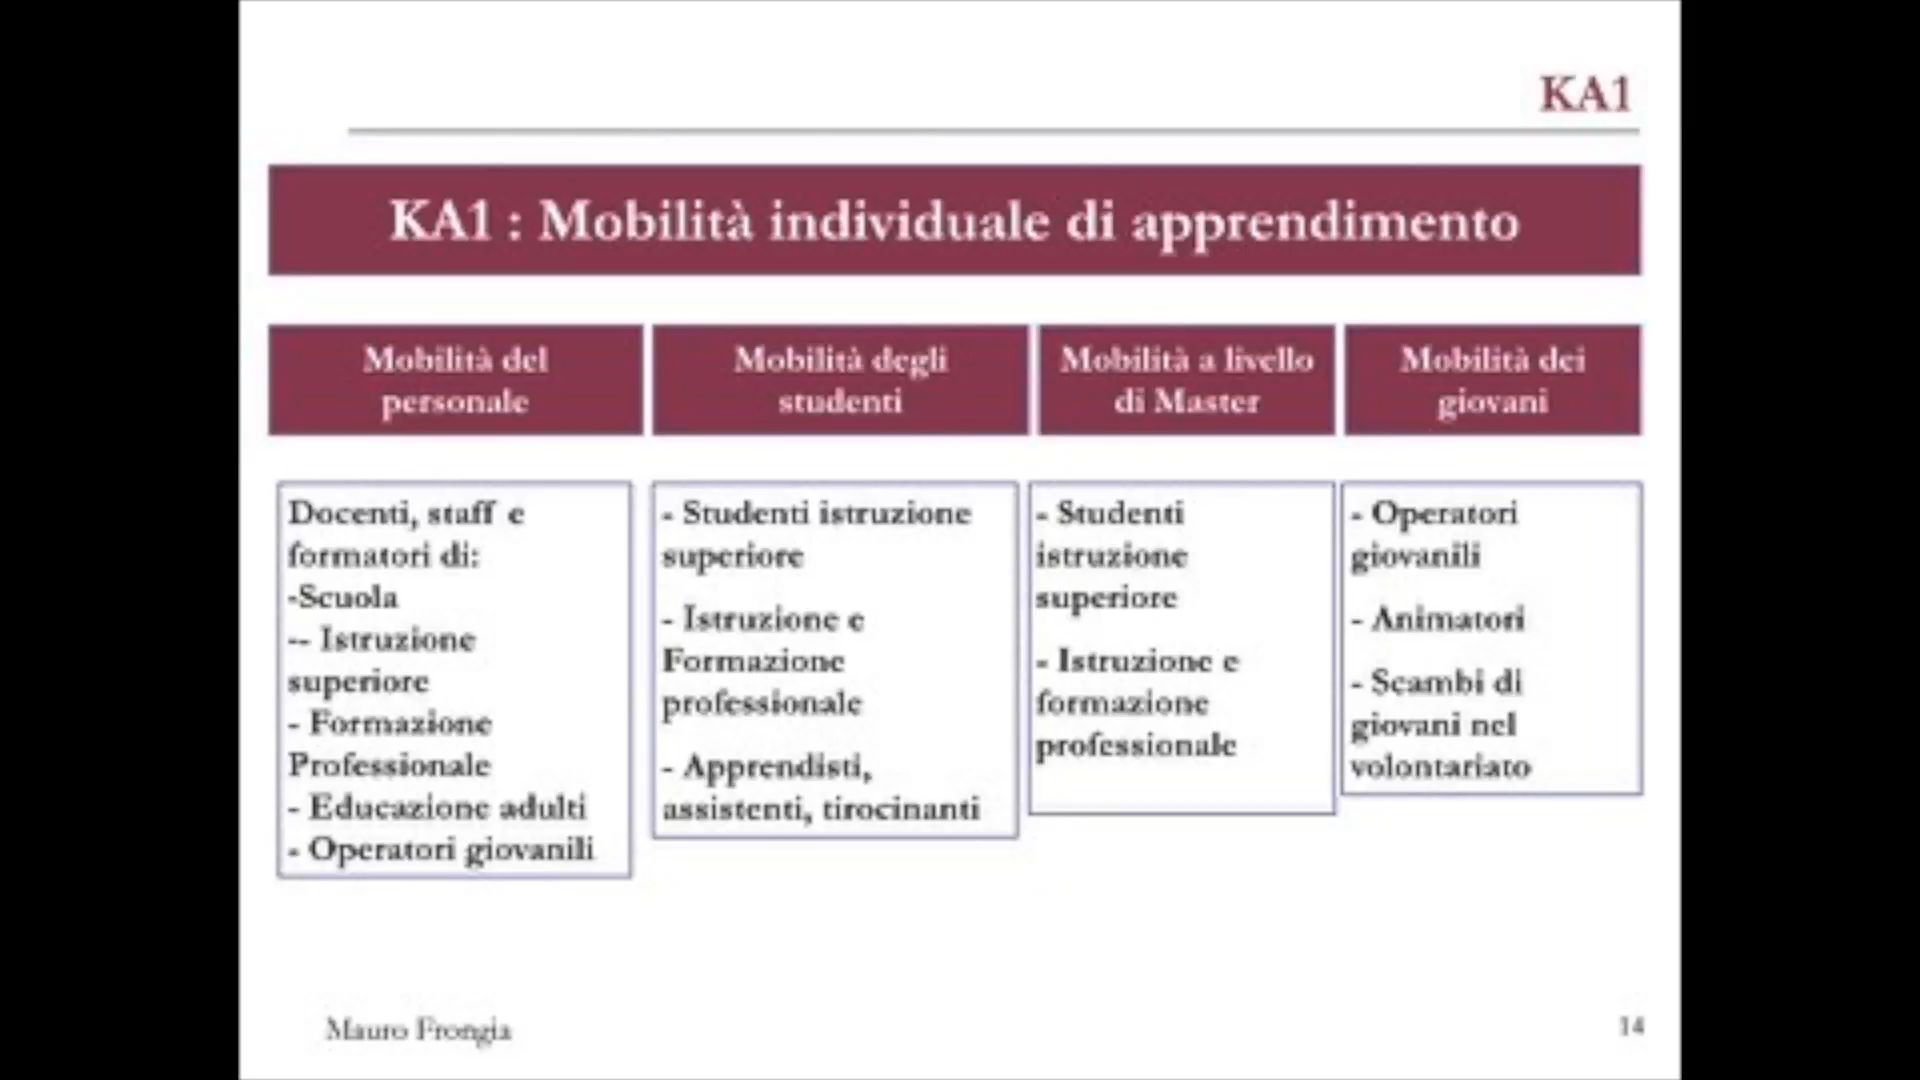 KA1
KA1 : Mobilità individuale di apprendimento
Mobilità del
personale
Mobilità degli
studenti
Mobilità a livello
di Master
Mobilità dei
giovani
Docenti, staff e
formatori di:
-Scuola
-- Istruzione
superiore
- Formazione
Professionale
- Educazione adulti
- Operatori giovanili
- Studenti istruzione
superiore
- Istruzione e
Formazione
professionale
- Apprendisti,
assistenti, tirocinanti
- Studenti
istruzione
superiore
- Istruzione e
formazione
professionale
- Operatori
giovanili
- Animatori
- Scambi di
giovani nel
volontariato
Mauro Frongia
14